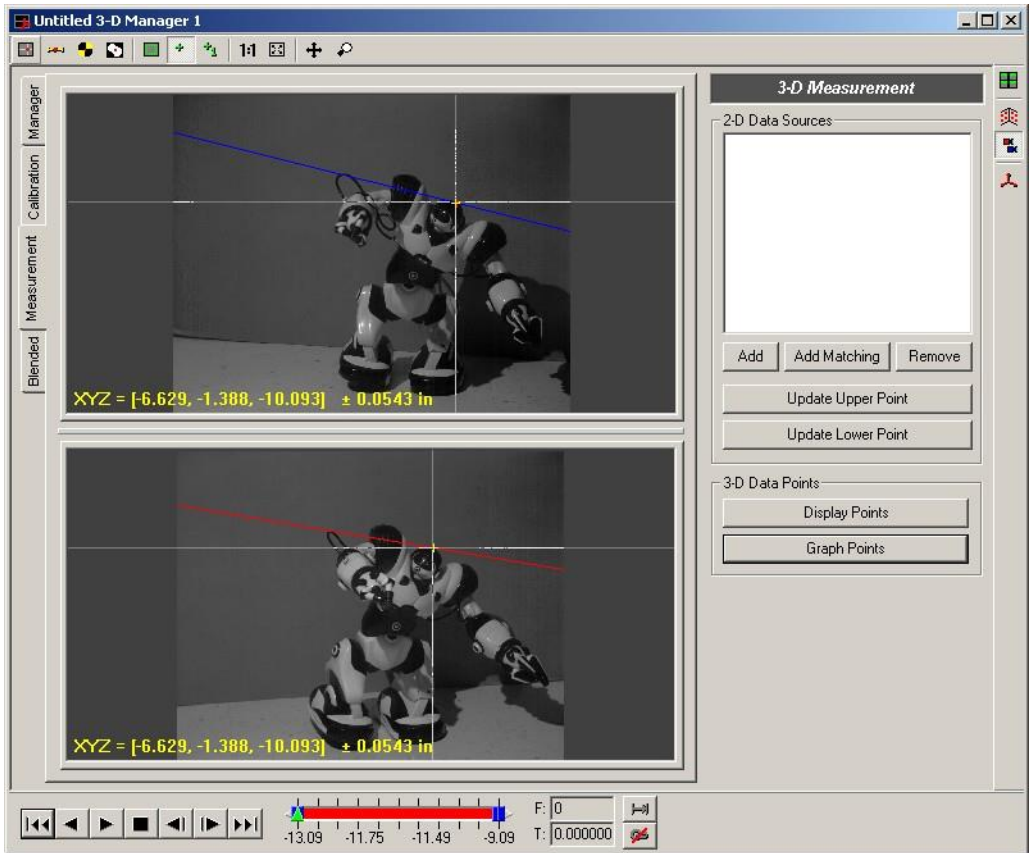 Untitled 3-D Manager 1
1:1
Manager
Calibration
Measurement
Blended
XYZ = [-6.629, -1.388, -10.093] ± 0.0543 in
XYZ = [-6.629, -1.388, -10.093] ± 0.0543 in
3-D Measurement
2-D Data Sources
Add
Add Matching
Remove
Update Upper Point
Update Lower Point
3-D Data Points
Display Points
Graph Points
-13.09 -11.75 -11.49 -9.09
F: 0
T: 0.000000